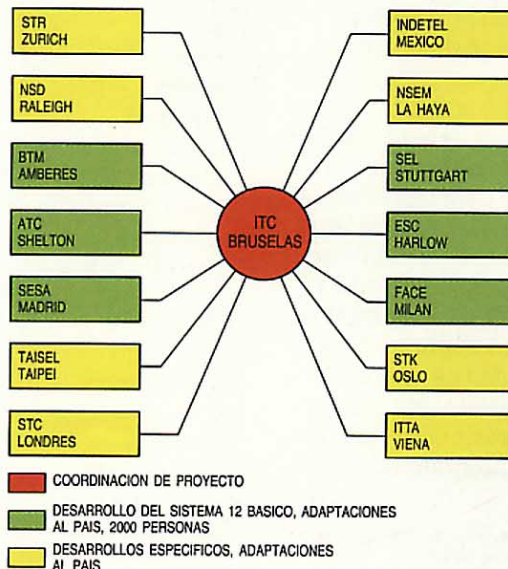 STR
ZURICH
NSD
RALEIGH
BTM
AMBERES
ATC
SHELTON
SESA
MADRID
TAISEL
TAIPEI
STC
LONDRES
ITC
BRUSELAS
INDETEL
MEXICO
NSEM
LA HAYA
SEL
STUTTGART
ESC
HARLOW
FACE
MILAN
STK
OSLO
ITTA
VIENA
COORDINACION DE PROYECTO
DESARROLLO DEL SISTEMA 12 BASICO, ADAPTACIONES
AL PAIS, 2000 PERSONAS
DESARROLLOS ESPECIFICOS, ADAPTACIONES
AL PAIS